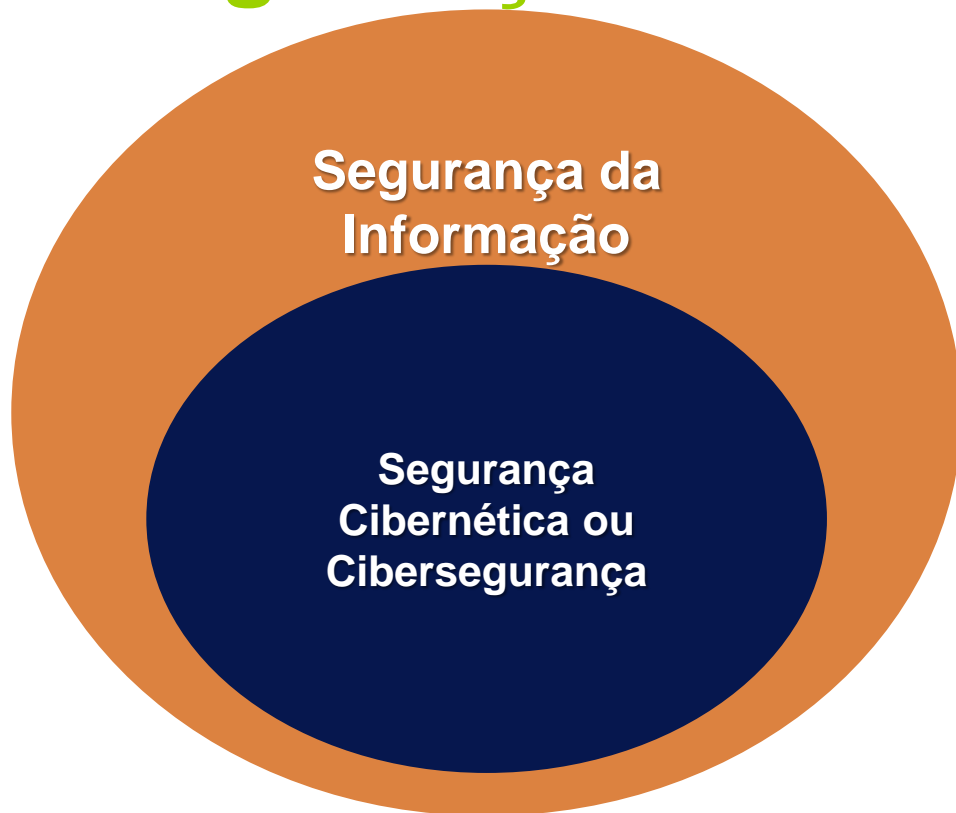 Segurança da
Informação
Segurança
Cibernética ou
Cibersegurança